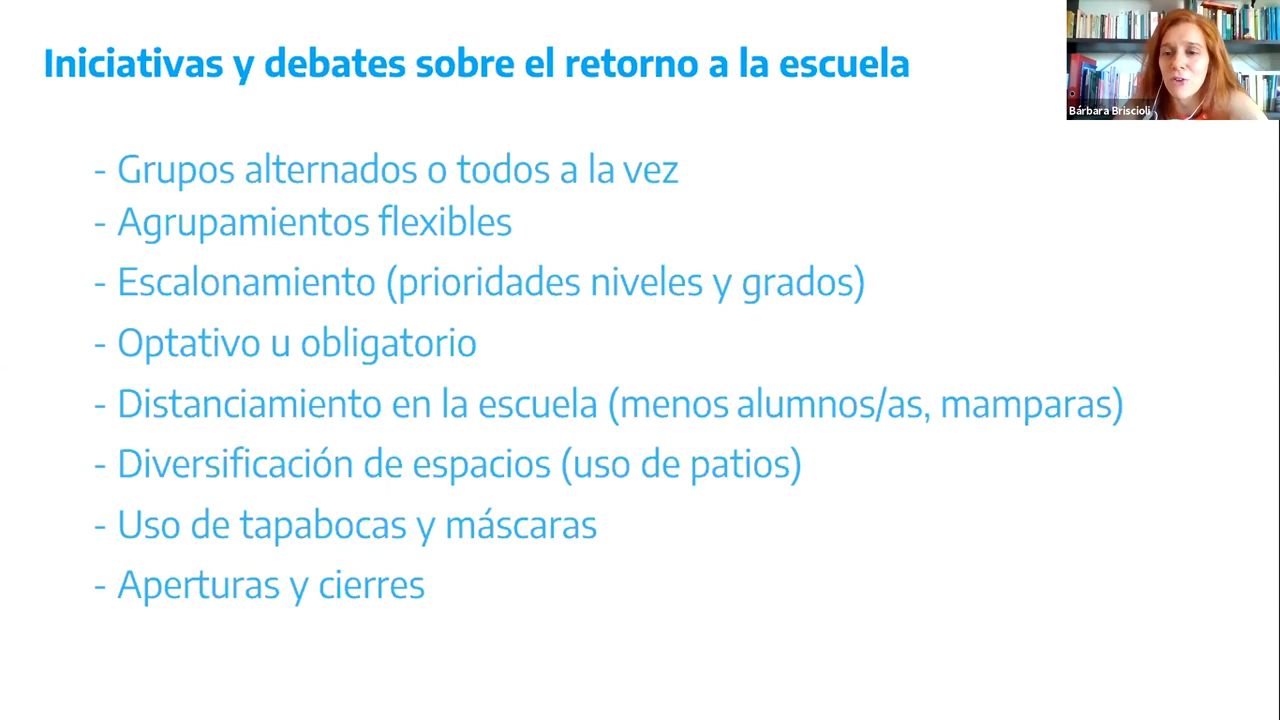 Iniciativas y debates sobre el retorno a la escuela
Bárbara Briscioli
- Grupos alternados o todos a la vez
- Agrupamientos flexibles
- Escalonamiento (prioridades niveles y grados)
- Optativo u obligatorio
- Distanciamiento en la escuela (menos alumnos/as, mamparas)
- Diversificación de espacios (uso de patios)
- Uso de tapabocas y máscaras
- Aperturas y cierres